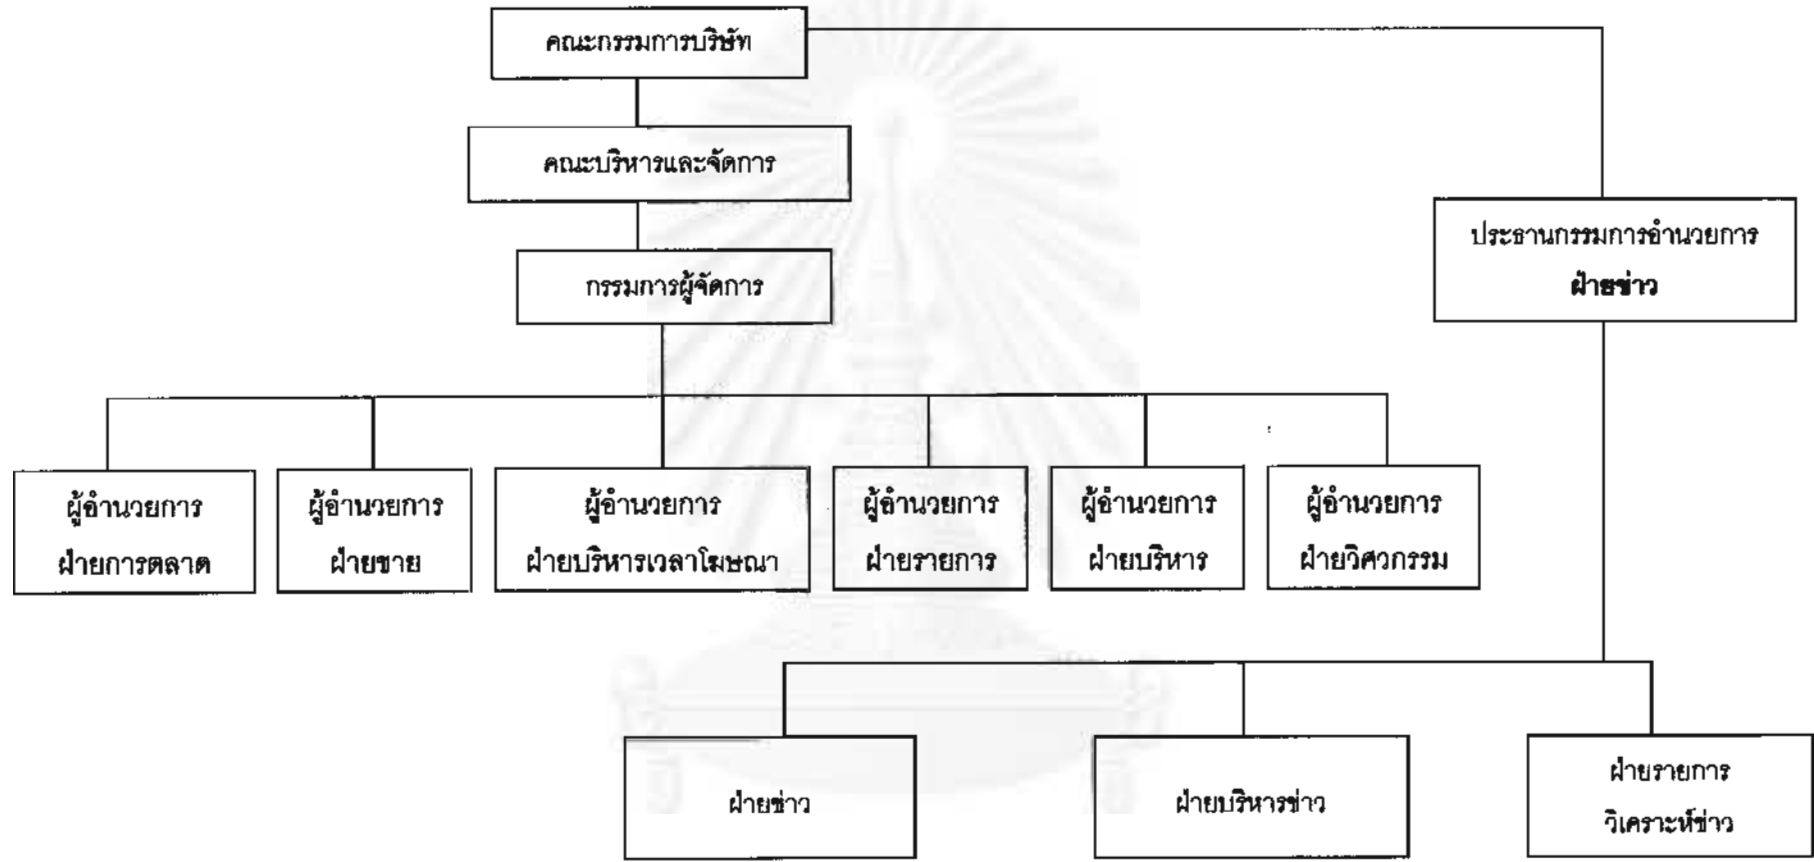 คณะกรรมการบริษัท
คณะบริหารและจัดการ
ประธานกรรมการอำนวยการ
ฝ่ายข่าว
กรรมการผู้จัดการ
ผู้อำนวยการ
ฝ่ายการตลาด
ผู้อำนวยการ
ฝ่ายขาย
ผู้อำนวยการ
ฝ่ายบริหารเวลาโฆษณา
ผู้อำนวยการ
ฝ่ายรายการ
ผู้อำนวยการ
ฝ่ายบริหาร
ผู้อำนวยการ
ฝ่ายวิศวกรรม
ฝ่ายข่าว
ฝ่ายบริหารข่าว
ฝ่ายรายการ
วิเคราะห์ข่าว